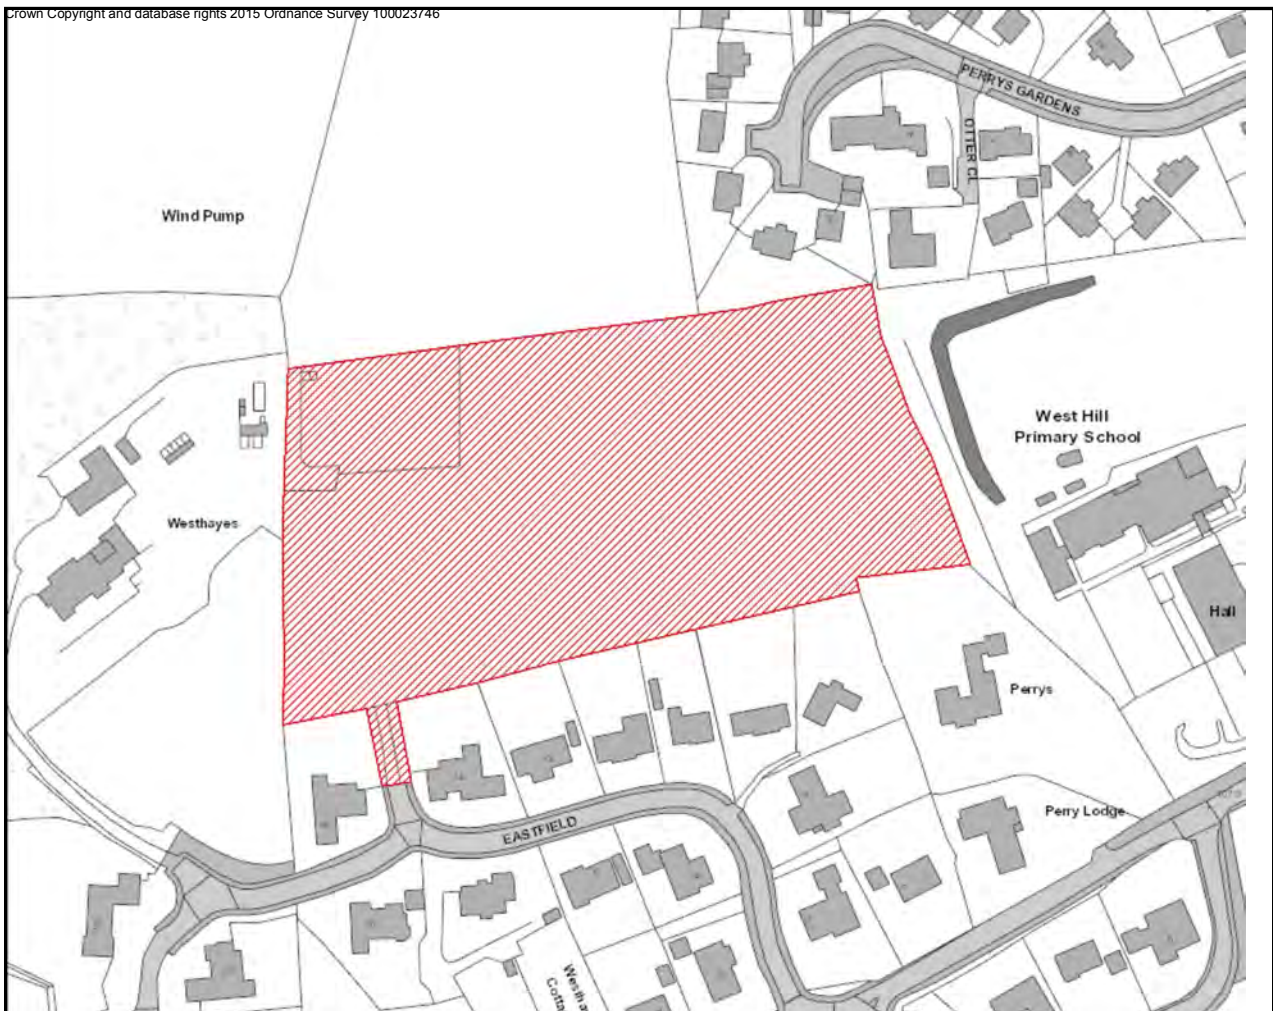 Crown Copyright and database rights 2015 Ordnance Survey 100023746
PERRYS GARDENS
OTTER CL
Wind Pump
West Hill
Primary School
Westhayes
Hall
Perrys
Perry Lodge
EASTFIELD